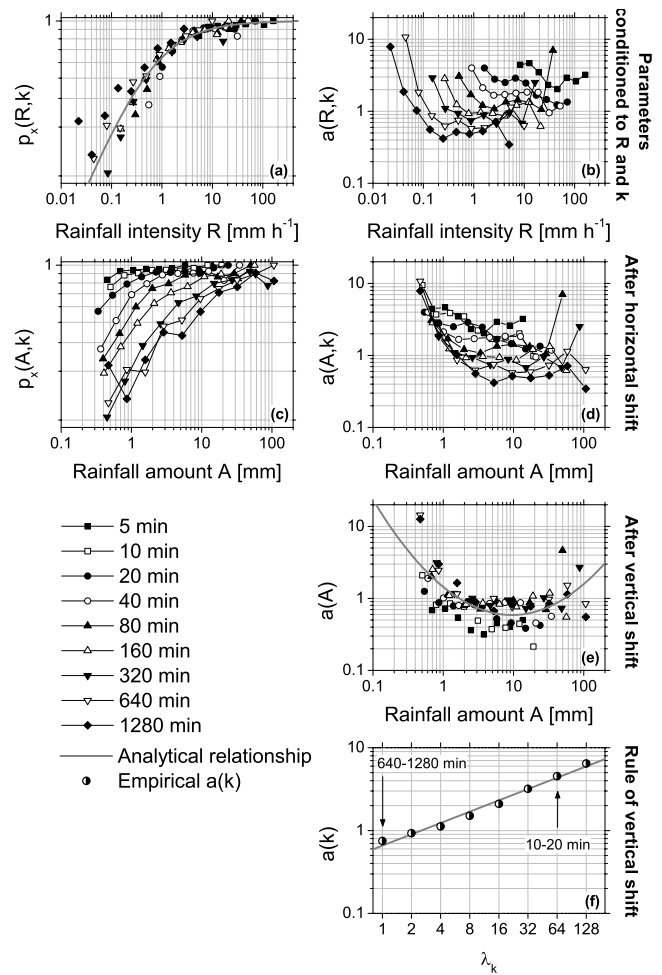 1
pₓ(R,k)
(a)
0.01 0.1 1 10 100
Rainfall intensity R [mm h⁻¹]
10
1
0.1
a(R,k)
(b)
0.01 0.1 1 10 100
Rainfall intensity R [mm h⁻¹]
Parameters
conditioned to R and k
1
pₓ(A,k)
(c)
0.1 1 10 100
Rainfall amount A [mm]
10
1
0.1
a(A,k)
(d)
0.1 1 10 100
Rainfall amount A [mm]
After horizontal shift
5 min
10 min
20 min
40 min
80 min
160 min
320 min
640 min
1280 min
Analytical relationship
Empirical a(k)
10
1
0.1
a(A)
(e)
0.1 1 10 100
Rainfall amount A [mm]
After vertical shift
10
1
0.1
a(k)
640-1280 min
10-20 min
(f)
1 2 4 8 16 32 64 128
λₖ
Rule of vertical shift